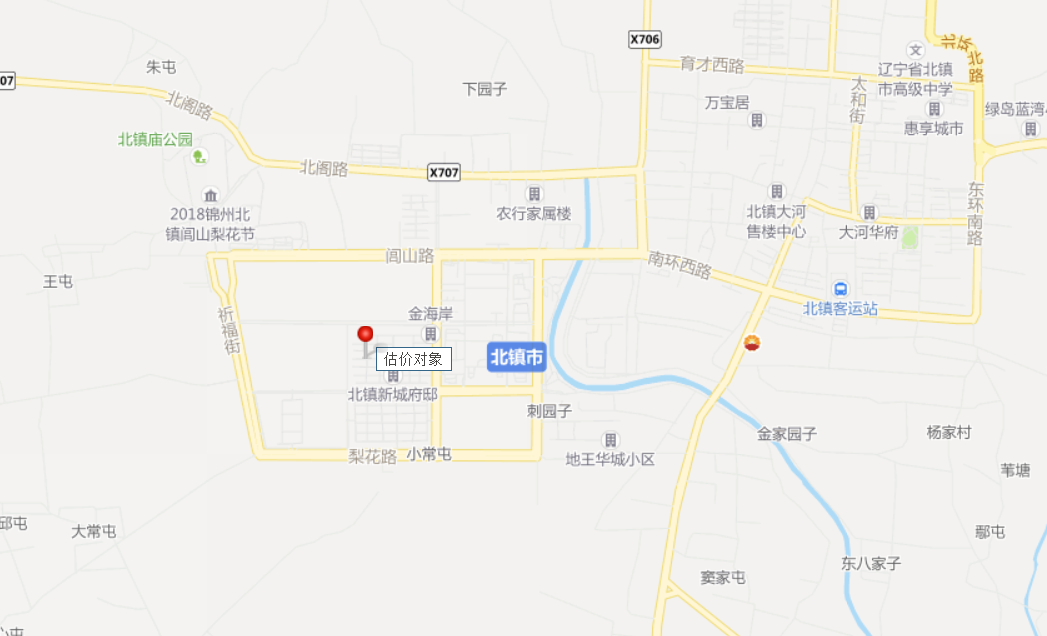 X706
北环北路
育才西路
辽宁省北镇
市高级中学
太和街
07
朱屯
北阁路
下园子
万宝居
惠享城市
绿岛蓝湾
北镇庙公园
北阁路
X707
农行家属楼
北镇大河
售楼中心
大河华府
东环南路
2018锦州北
镇闾山梨花节
闾山路
南环西路
王屯
祈福街
金海岸
北镇客运站
估价对象
北镇市
北镇新城府邸
刺园子
梨花路
小常屯
地王华城小区
金家园子
杨家村
苇塘
邱屯
大常屯
鄢屯
东八家子
窦家屯